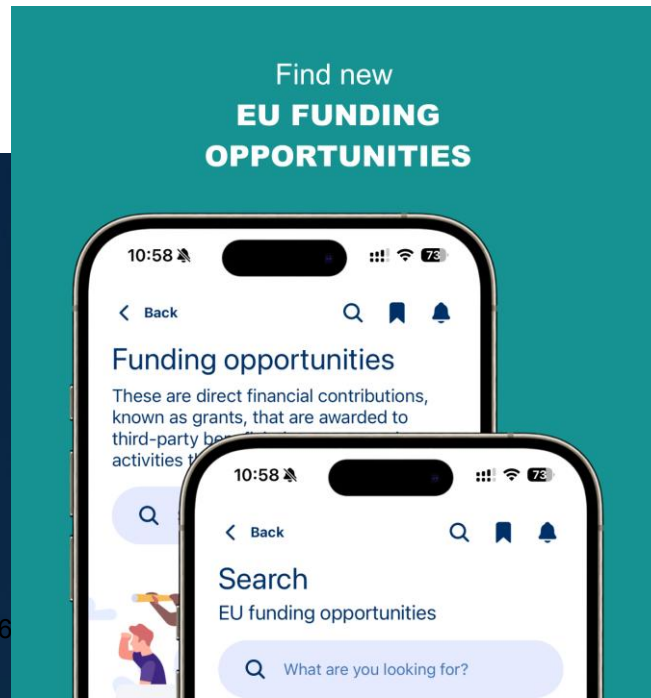 Find new
EU FUNDING
OPPORTUNITIES
10:58
73
Back
Funding opportunities
These are direct financial contributions,
known as grants, that are awarded to
third-party
activities
10:58
73
Back
Search
EU funding opportunities
What are you looking for?
6